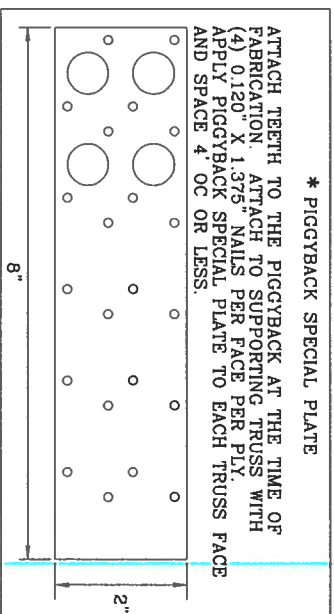 * PIGGYBACK SPECIAL PLATE
ATTACH TEETH TO THE PIGGYBACK AT THE TIME OF
FABRICATION. ATTACH TO SUPPORTING TRUSS WITH
(4) 0.120" X 1.375" NAILS PER FACE PER PLY.
APPLY PIGGYBACK SPECIAL PLATE TO EACH TRUSS FACE
AND SPACE 4' OC OR LESS.
8"
2"